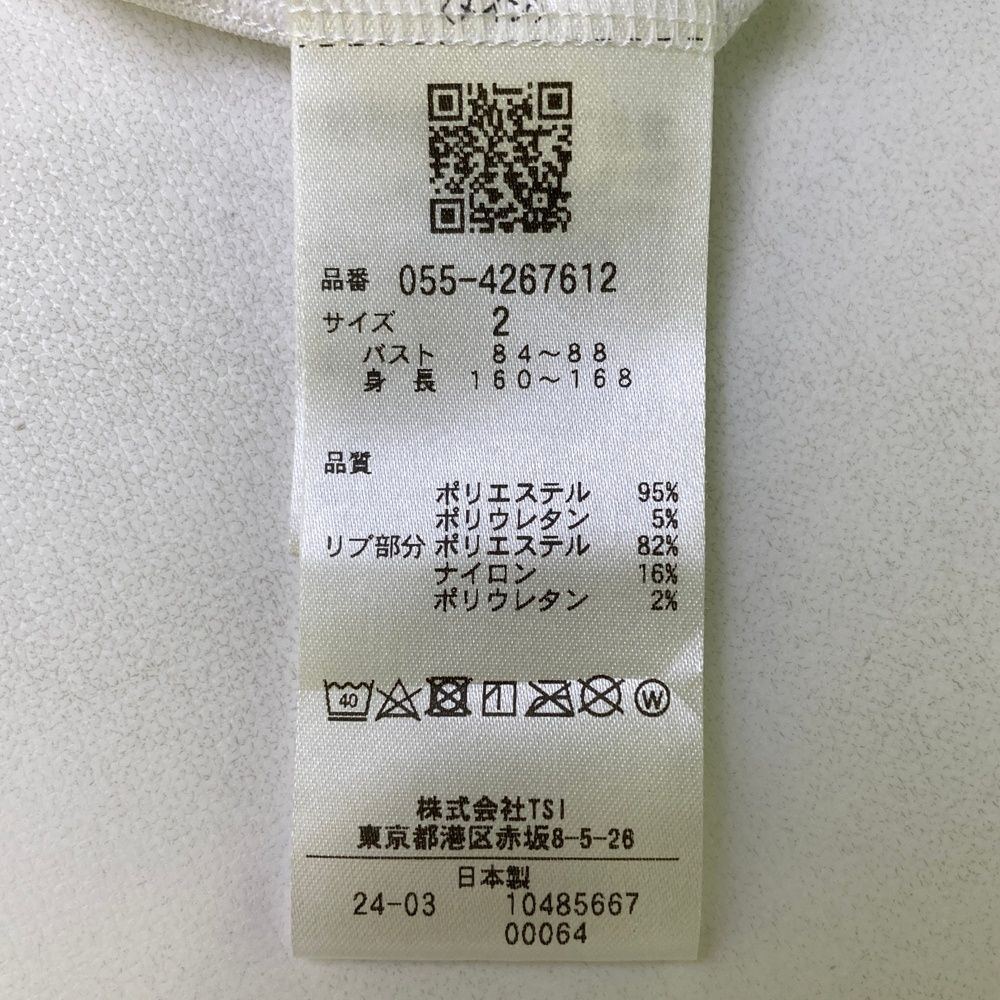 品番 055-4267612
サイズ 2
バスト 84～88
身長 160～168
品質
ポリエステル 95%
ポリウレタン 5%
リブ部分 ポリエステル 82%
ナイロン 16%
ポリウレタン 2%
40 W
株式会社TSI
東京都港区赤坂8-5-26
日本製
24-03 10485667
00064